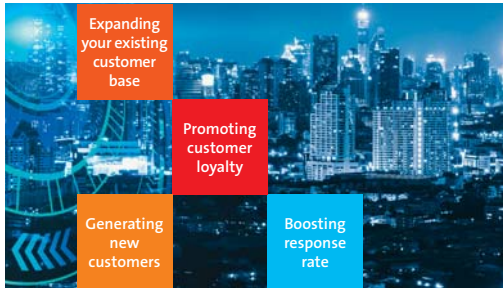 Expanding
your existing
customer
base
Promoting
customer
loyalty
Generating
new
customers
Boosting
response
rate